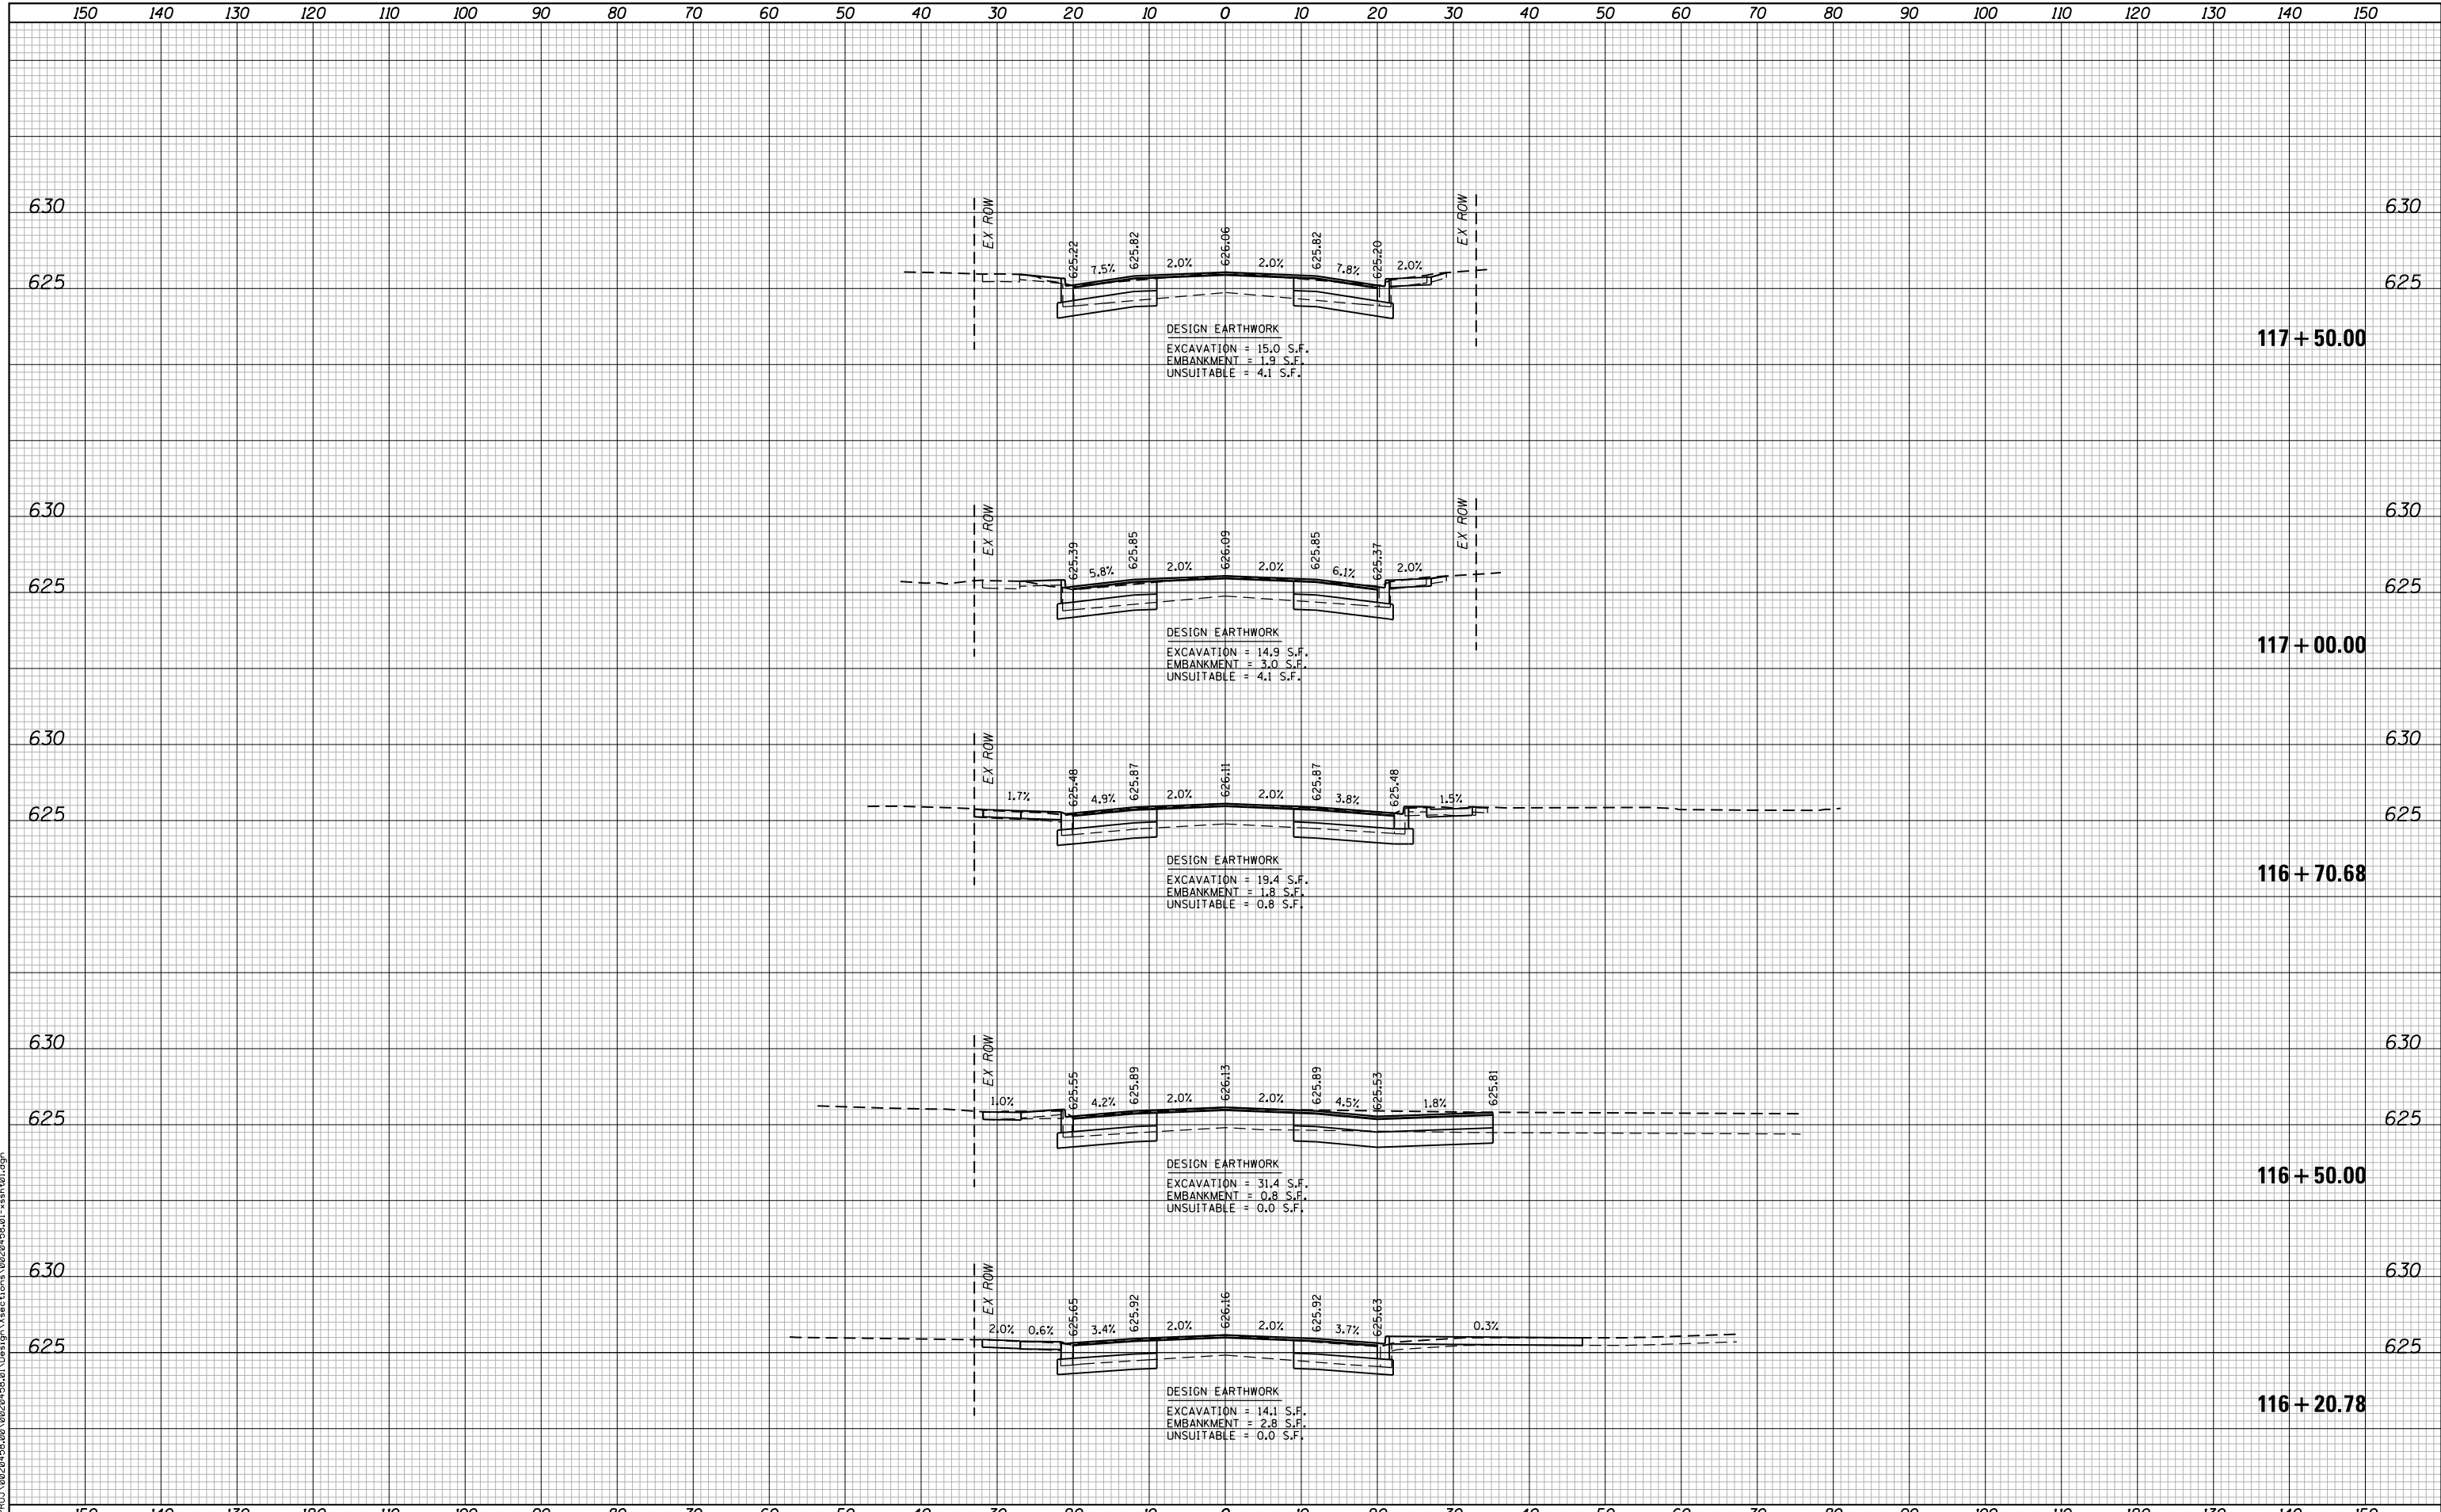 150 140 130 120 110 100 90 80 70 60 50 40 30 20 10 0 10 20 30 40 50 60 70 80 90 100 110 120 130 140 150
630 EX ROW EX ROW 630
625.22 625.82 626.06 625.82 625.20
7.5% 2.0% 2.0% 7.8% 2.0%
625 625
DESIGN EARTHWORK
117+50.00
EXCAVATION = 15.0 S.F.
EMBANKMENT = 1.9 S.F.
UNSUITABLE = 4.1 S.F.
630 EX ROW EX ROW 630
625.39 625.85 626.09 625.85 625.37
5.8% 2.0% 2.0% 6.1% 2.0%
625 625
DESIGN EARTHWORK
117+00.00
EXCAVATION = 14.9 S.F.
EMBANKMENT = 3.0 S.F.
UNSUITABLE = 4.1 S.F.
630 EX ROW 630
625.48 625.87 626.11 625.87 625.48
1.7% 4.9% 2.0% 2.0% 3.8% 1.5%
625 625
DESIGN EARTHWORK
116+70.68
EXCAVATION = 19.4 S.F.
EMBANKMENT = 1.8 S.F.
UNSUITABLE = 0.8 S.F.
630 EX ROW 630
625.55 625.89 626.13 625.89 625.53 625.81
1.0% 4.2% 2.0% 2.0% 4.5% 1.8%
625 625
DESIGN EARTHWORK
116+50.00
EXCAVATION = 31.4 S.F.
EMBANKMENT = 0.8 S.F.
UNSUITABLE = 0.0 S.F.
630 EX ROW 630
625.65 625.92 626.16 625.92 625.63
2.0% 0.6% 3.4% 2.0% 2.0% 3.7% 0.3%
625 625
DESIGN EARTHWORK
116+20.78
EXCAVATION = 14.1 S.F.
EMBANKMENT = 2.8 S.F.
UNSUITABLE = 0.0 S.F.